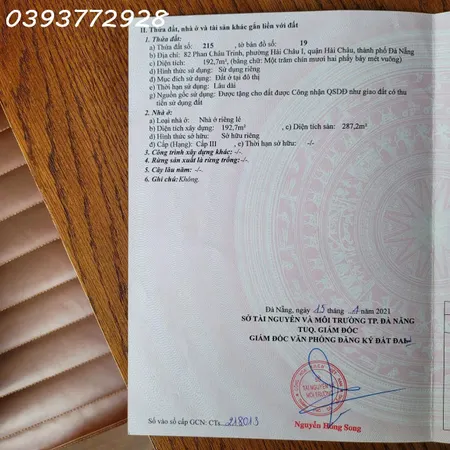 0393772928
II. Thửa đất, nhà ở và tài sản khác gắn liền với đất
1. Thửa đất:
a) Thửa đất số: 215, tờ bản đồ số: 19
b) Địa chỉ: 82 Phan Châu Trinh, phường Hải Châu I, quận Hải Châu, thành phố Đà Nẵng
c) Diện tích: 192,7m², (bằng chữ: Một trăm chín mươi hai phẩy bảy mét vuông)
d) Hình thức sử dụng: Sử dụng riêng
đ) Mục đích sử dụng: Đất ở tại đô thị
e) Thời hạn sử dụng: Lâu dài
g) Nguồn gốc sử dụng: Được tặng cho đất được Công nhận QSDĐ như giao đất có thu
tiền sử dụng đất
2. Nhà ở:
a) Loại nhà ở: Nhà ở riêng lẻ
b) Diện tích xây dựng: 192,7m², c) Diện tích sàn: 287,2m²
d) Hình thức sở hữu: Sở hữu riêng
đ) Cấp (Hạng): Cấp III, e) Thời hạn sở hữu: -/-
3. Công trình xây dựng khác: -/-
4. Rừng sản xuất là rừng trồng: -/-
5. Cây lâu năm: -/-
6. Ghi chú: Không.
Đà Nẵng, ngày 15 tháng năm 2021
SỞ TÀI NGUYÊN VÀ MÔI TRƯỜNG TP. ĐÀ NẴNG
TUQ. GIÁM ĐỐC
GIÁM ĐỐC VĂN PHÒNG ĐĂNG KÝ ĐẤT ĐAI
SỞ
TÀI NGUYÊN
MÔI TRƯỜNG
Nguyễn Hồng Song
Số vào sổ cấp GCN: CTs 218013